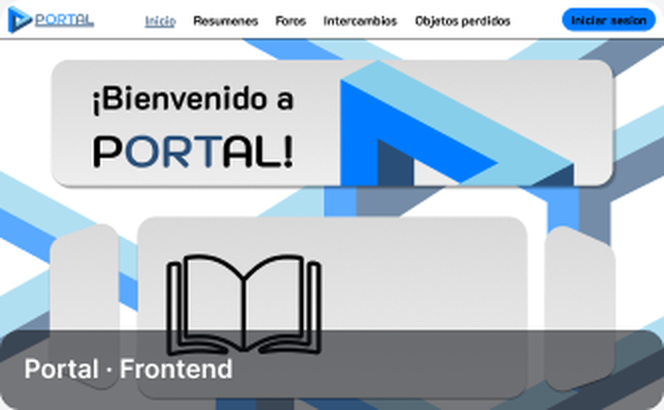 PORTAL Inicio Resumenes Foros Intercambios Objetos perdidos Iniciar sesion
¡Bienvenido a
PORTAL!
Portal · Frontend